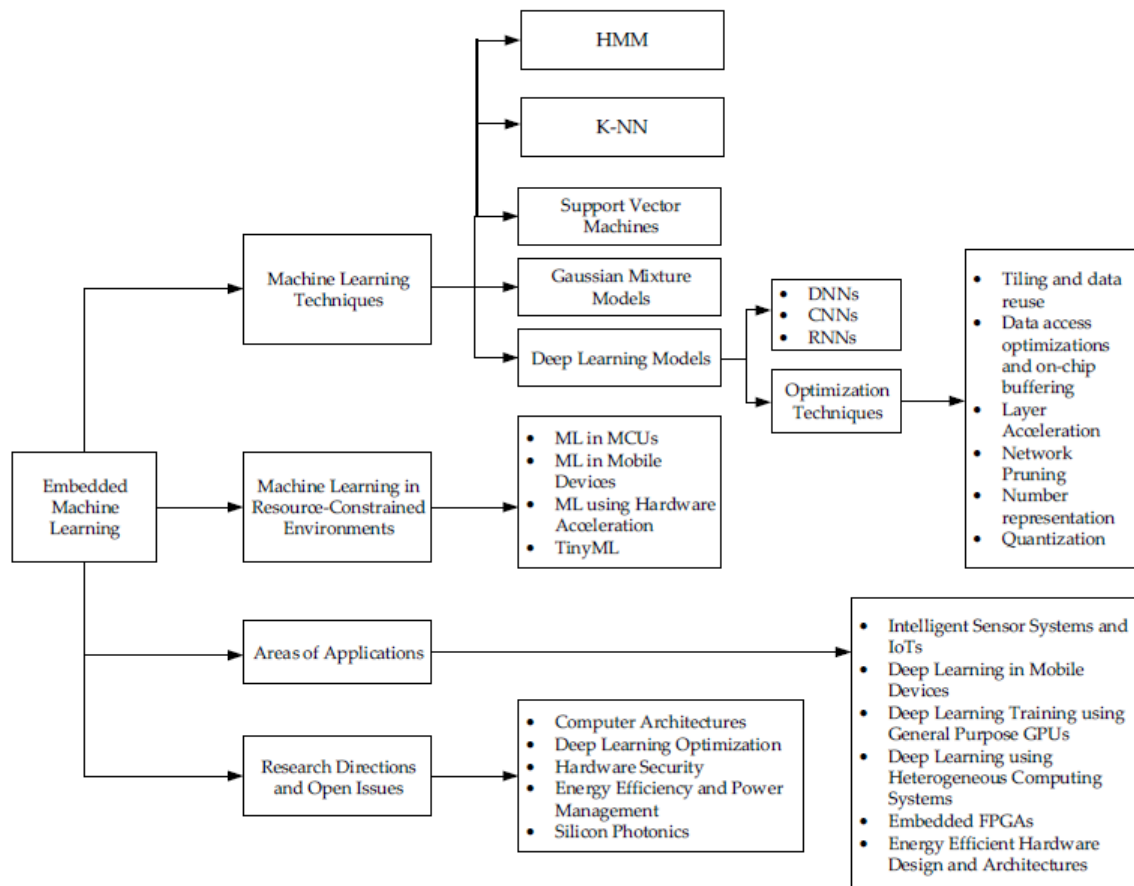 HMM
K-NN
Support Vector
Machines
Machine Learning
Techniques
Gaussian Mixture
Models
Deep Learning Models
• DNNs
• CNNs
• RNNs
Optimization
Techniques
• Tiling and data
reuse
• Data access
optimizations
and on-chip
buffering
• Layer
Acceleration
• Network
Pruning
• Number
representation
• Quantization
Embedded
Machine
Learning
Machine Learning in
Resource-Constrained
Environments
• ML in MCUs
• ML in Mobile
Devices
• ML using Hardware
Acceleration
• TinyML
Areas of Applications
• Intelligent Sensor Systems and
IoTs
• Deep Learning in Mobile
Devices
• Deep Learning Training using
General Purpose GPUs
• Deep Learning using
Heterogeneous Computing
Systems
• Embedded FPGAs
• Energy Efficient Hardware
Design and Architectures
Research Directions
and Open Issues
• Computer Architectures
• Deep Learning Optimization
• Hardware Security
• Energy Efficiency and Power
Management
• Silicon Photonics